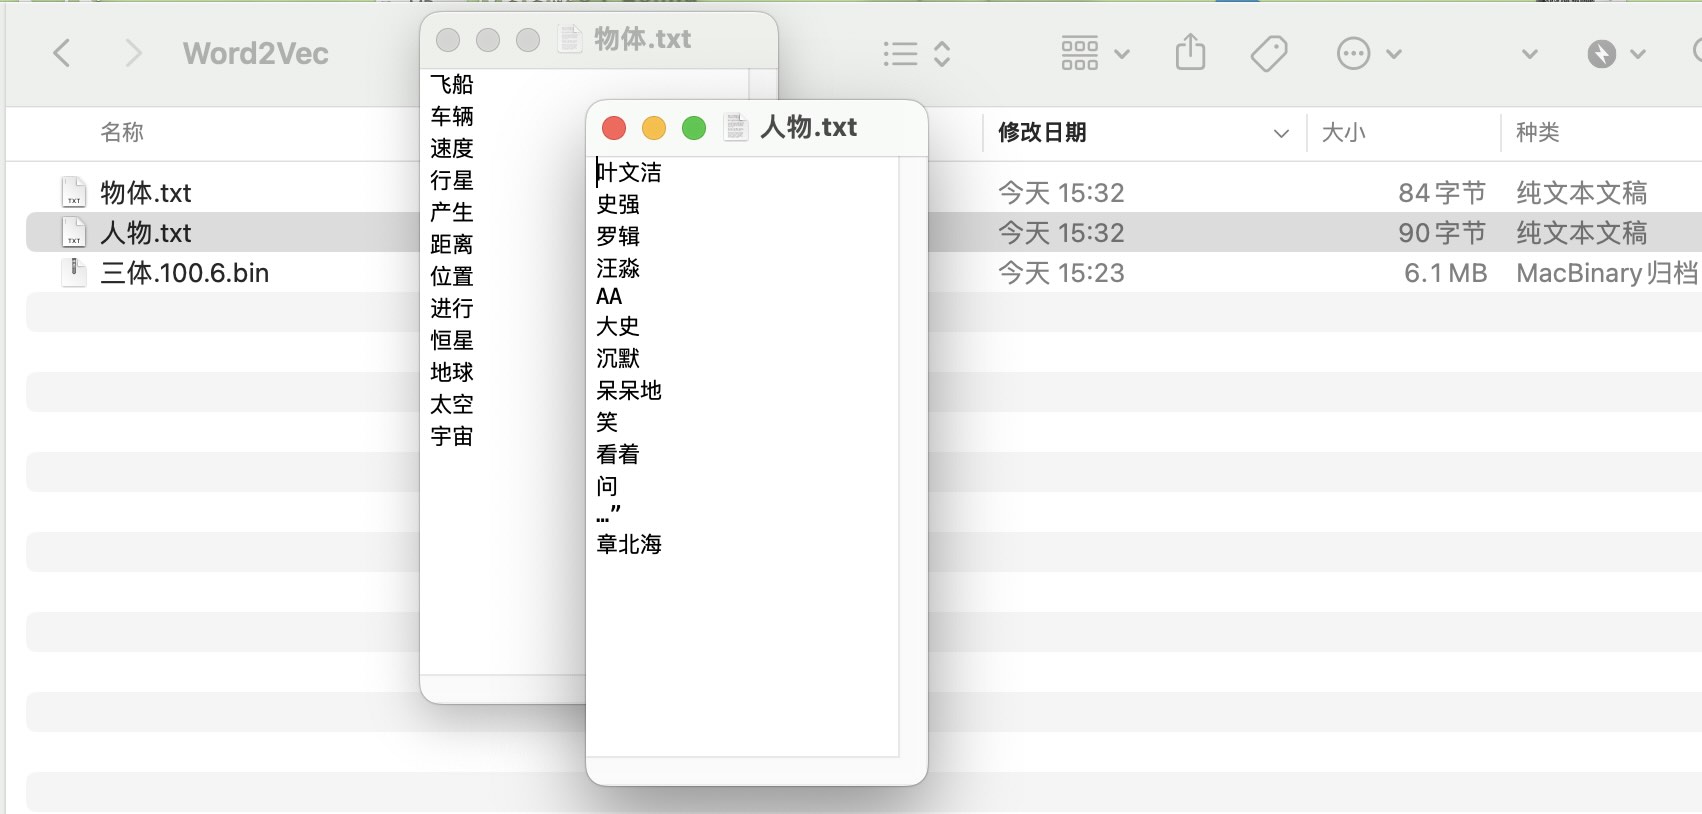 Word2Vec
名称
修改日期
大小
种类
物体.txt
今天 15:32
84 字节
纯文本文稿
人物.txt
今天 15:32
90 字节
纯文本文稿
三体.100.6.bin
今天 15:23
6.1 MB
MacBinary归档
物体.txt
飞船
车辆
速度
行星
产生
距离
位置
进行
恒星
地球
太空
宇宙
人物.txt
叶文洁
史强
罗辑
汪淼
AA
大史
沉默
呆呆地
笑
看着
问
…”
章北海